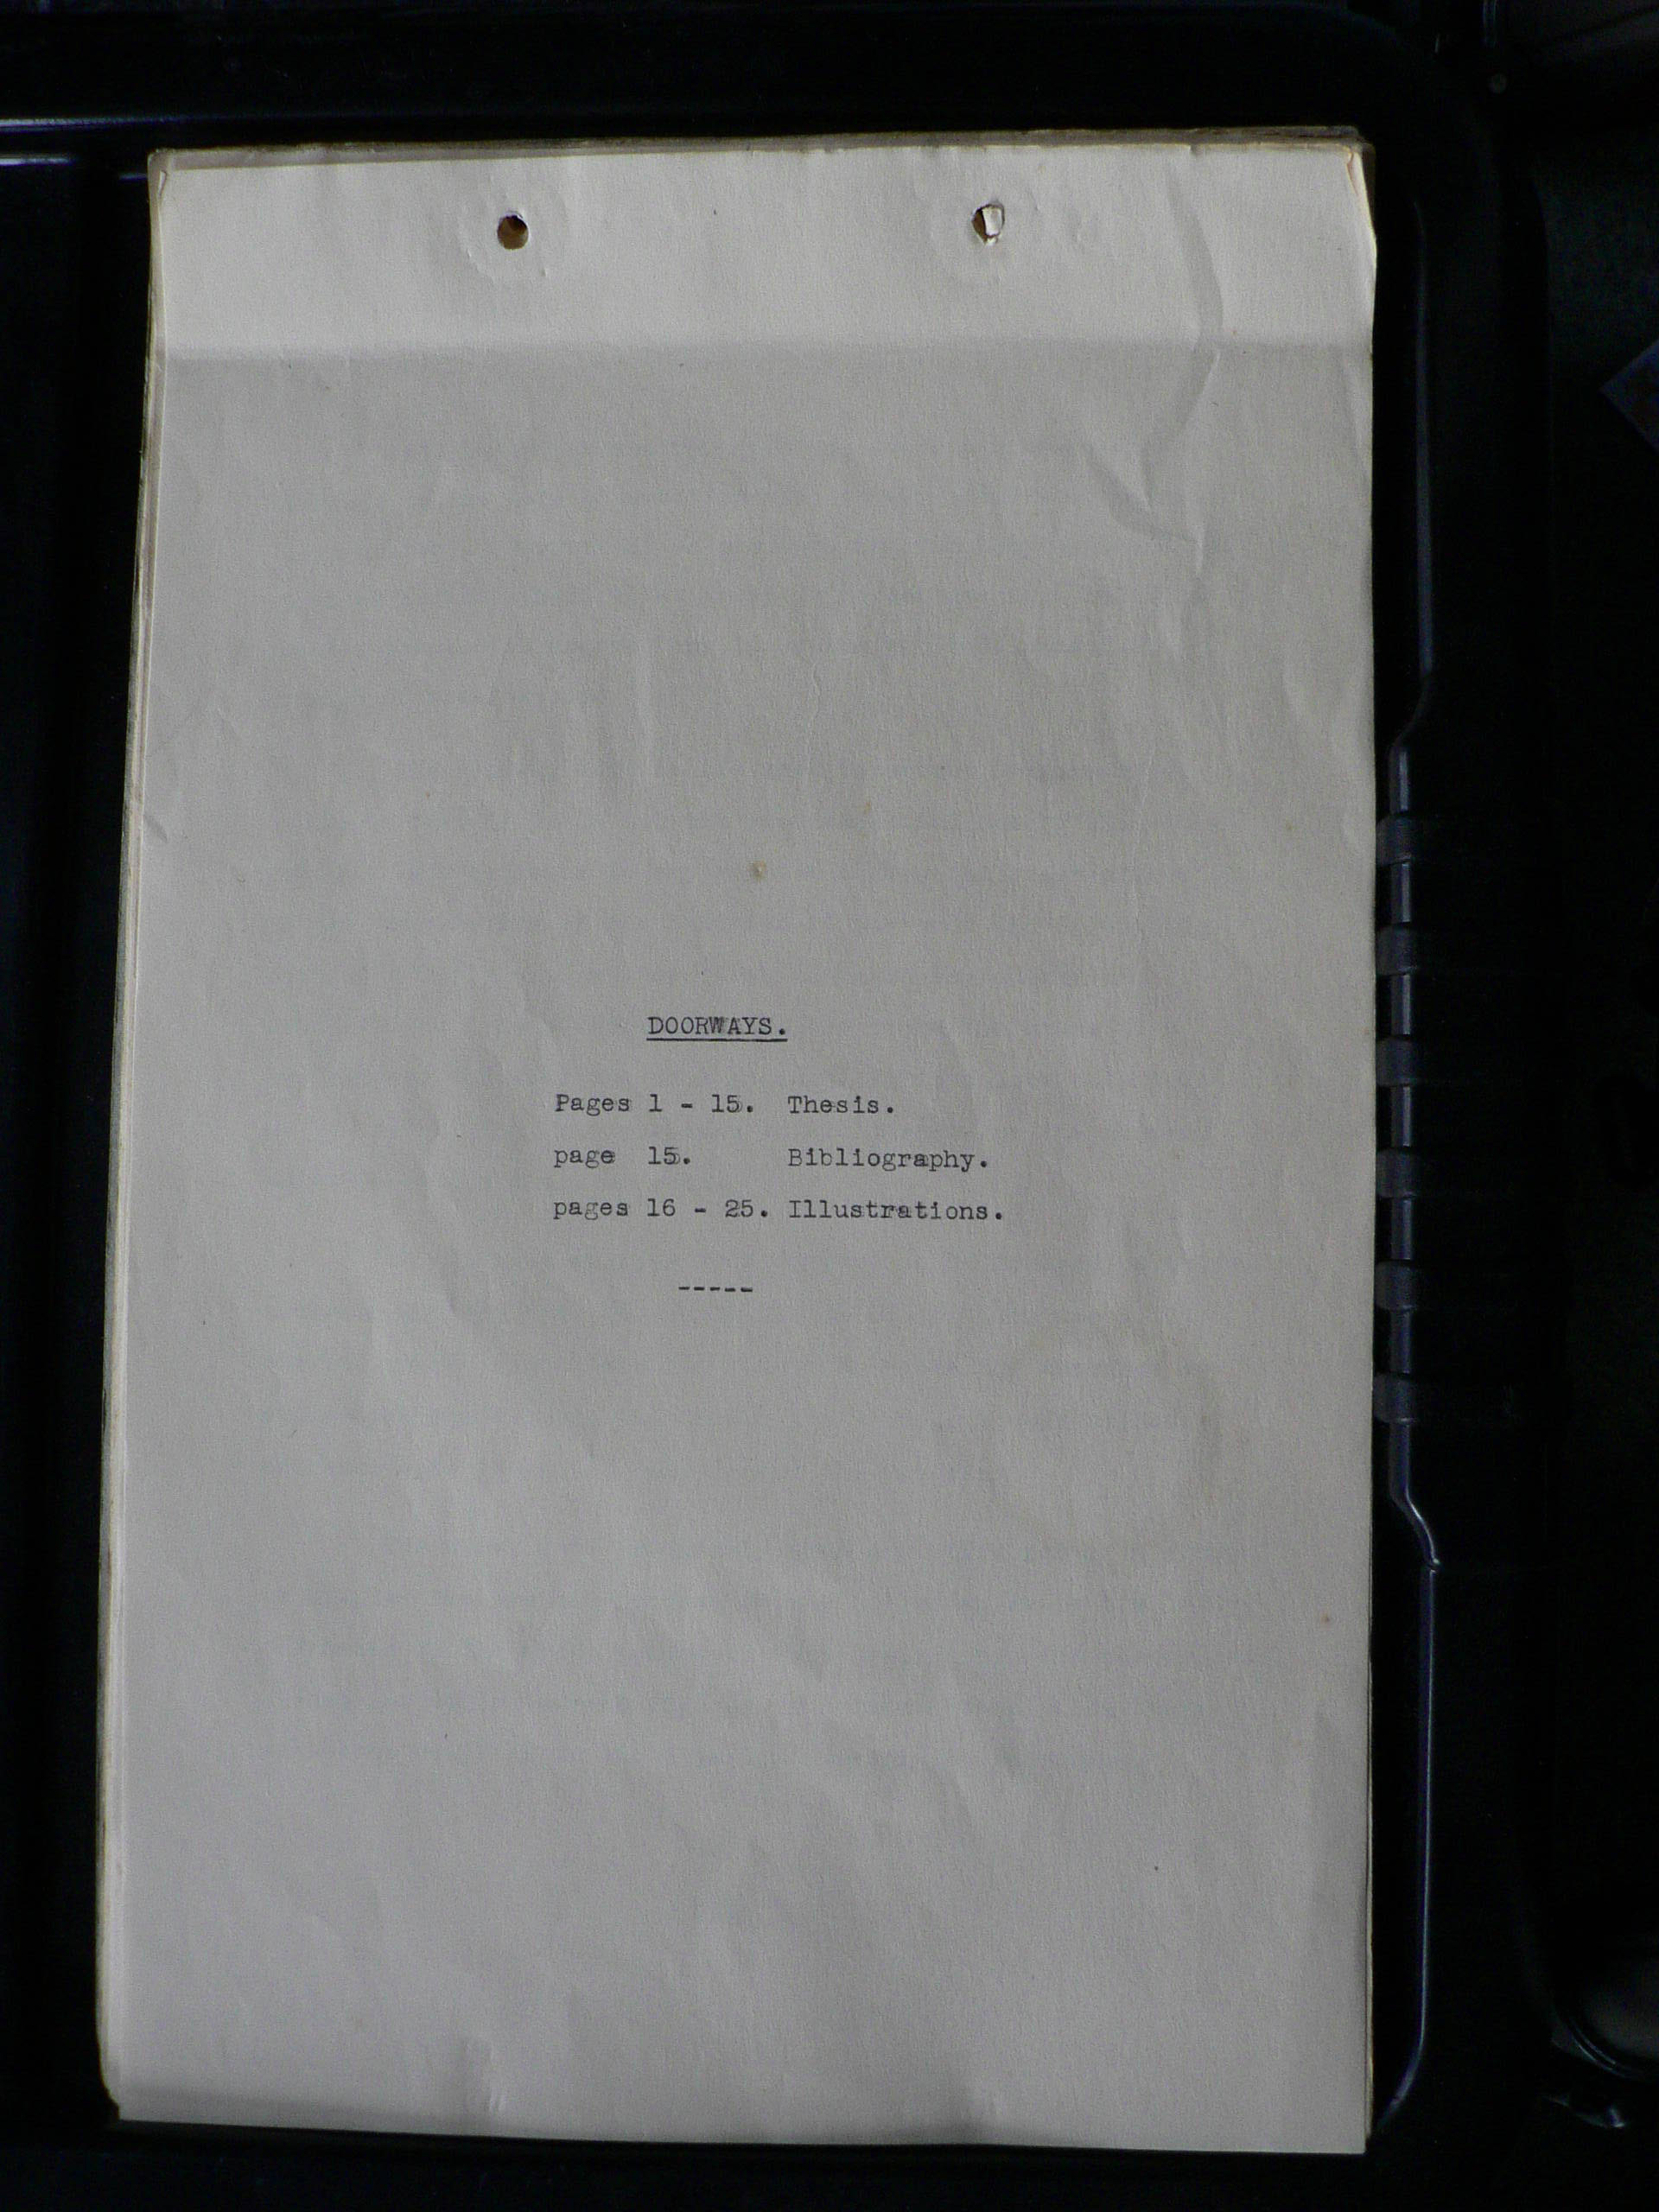 DOORWAYS.
Pages 1 - 15. Thesis.
page 15. Bibliography.
pages 16 - 25. Illustrations.
-----